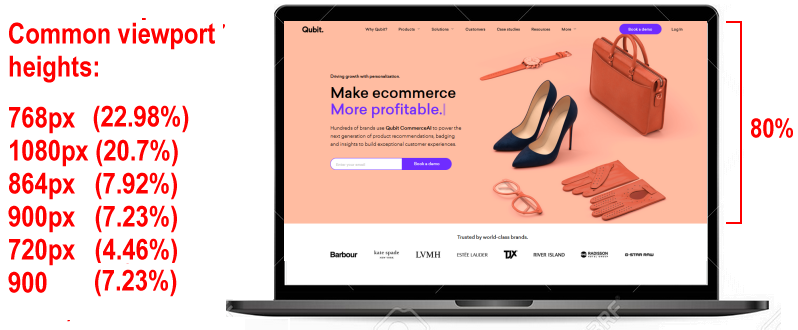 Common viewport
heights:
768px (22.98%)
1080px (20.7%)
864px (7.92%)
900px (7.23%)
720px (4.46%)
900 (7.23%)
Qubit.
Why Qubit? Products Solutions Customers Case studies Resources More Book a demo Log in
Driving growth with personalization.
Make ecommerce
More profitable.
Hundreds of brands use Qubit CommerceAI to power the
next generation of product recommendations, badging
and insights to build exceptional customer experiences.
Enter your email Book a demo
80%
Trusted by world-class brands.
Barbour kate spade LVMH ESTĒE LAUDER TJX RIVER ISLAND RADISSON G-STAR RAW
NEW YORK HOTEL GROUP